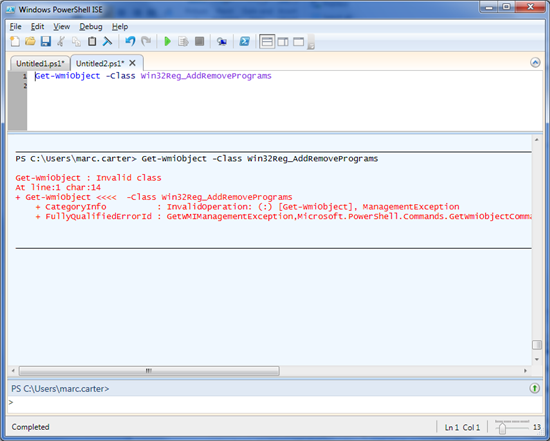 Windows PowerShell ISE
File Edit View Debug Help
Untitled1.ps1* Untitled2.ps1*
1 Get-WmiObject -Class Win32Reg_AddRemovePrograms
2
PS C:\Users\marc.carter> Get-WmiObject -Class Win32Reg_AddRemovePrograms
Get-WmiObject : Invalid class
At line:1 char:14
+ Get-WmiObject <<<<  -Class Win32Reg_AddRemovePrograms
    + CategoryInfo          : InvalidOperation: (:) [Get-WmiObject], ManagementException
    + FullyQualifiedErrorId : GetWMIManagementException,Microsoft.PowerShell.Commands.GetWmiObjectComma
PS C:\Users\marc.carter>
>
Completed Ln 1 Col 1 13